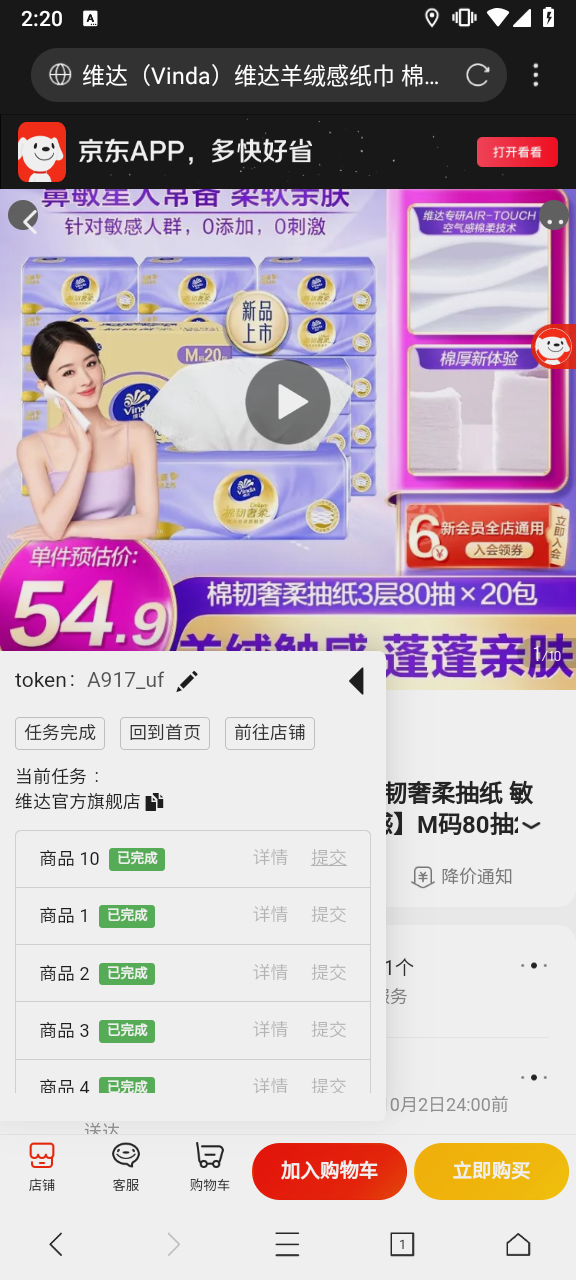 2:20
A
维达（Vinda）维达羊绒感纸巾 棉...
京东APP，多快好省
打开看看
鼻敏星人常备 柔软亲肤
针对敏感人群，0添加，0刺激
维达专研AIR-TOUCH
空气感棉柔技术
新品
上市
M码20
棉厚新体验
Vinda
维达
Vinda
棉韧奢柔
6¥
新会员全店通用
入会领券
立即入会
单件预估价：
54.9
棉韧奢柔抽纸3层80抽×20包
羊绒触感 蓬蓬亲肤
1/10
token： A917_uf
任务完成 回到首页 前往店铺
当前任务：
维达官方旗舰店
韧奢柔抽纸 敏
感】M码80抽
降价通知
商品 10 已完成 详情 提交
商品 1 已完成 详情 提交
商品 2 已完成 详情 提交
商品 3 已完成 详情 提交
商品 4 已完成 详情 提交
1个
服务
0月2日24:00前
送达
店铺
客服
购物车
加入购物车
立即购买
1